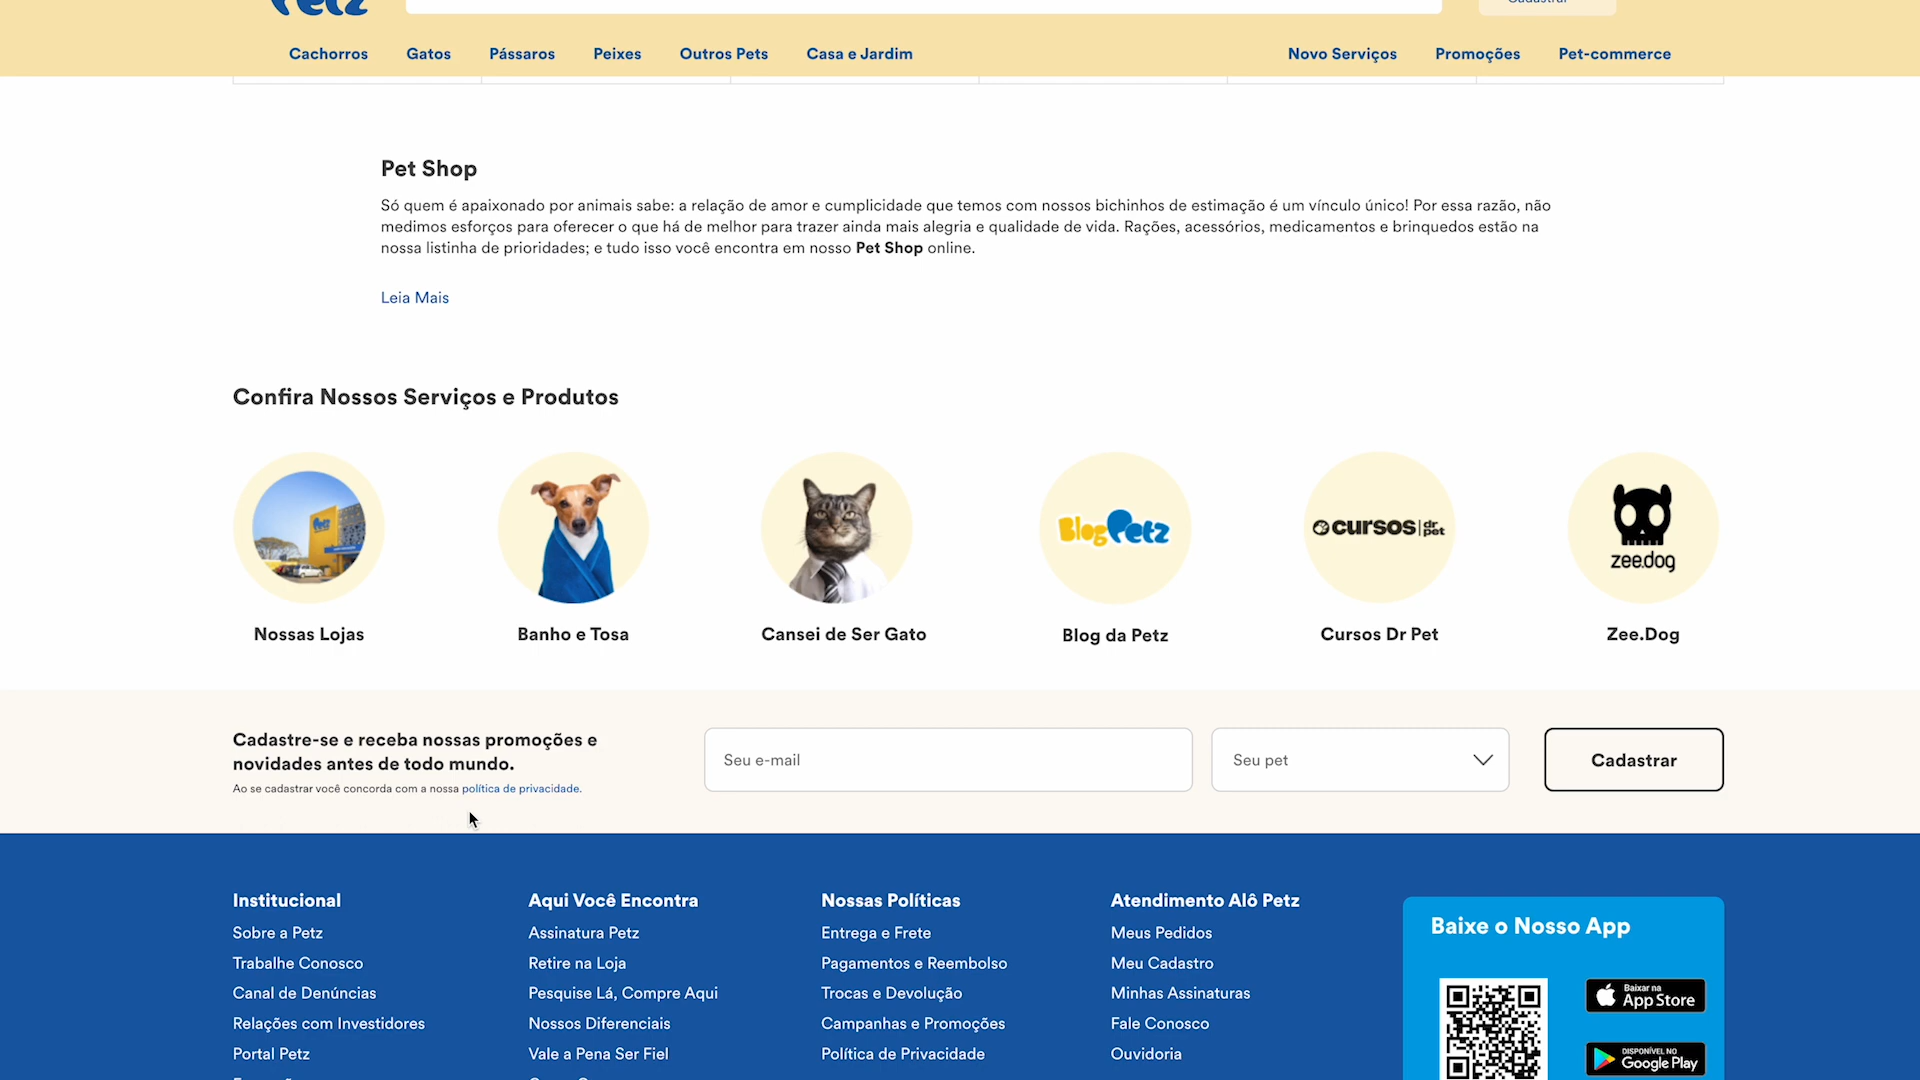 Petz
Cachorros Gatos Pássaros Peixes Outros Pets Casa e Jardim Novo Serviços Promoções Pet-commerce
Pet Shop
Só quem é apaixonado por animais sabe: a relação de amor e cumplicidade que temos com nossos bichinhos de estimação é um vínculo único! Por essa razão, não
medimos esforços para oferecer o que há de melhor para trazer ainda mais alegria e qualidade de vida. Rações, acessórios, medicamentos e brinquedos estão na
nossa listinha de prioridades; e tudo isso você encontra em nosso Pet Shop online.
Leia Mais
Confira Nossos Serviços e Produtos
Petz
Blog Petz
cursos dr pet
zee.dog
Nossas Lojas Banho e Tosa Cansei de Ser Gato Blog da Petz Cursos Dr Pet Zee.Dog
Cadastre-se e receba nossas promoções e
novidades antes de todo mundo.
Ao se cadastrar você concorda com a nossa política de privacidade.
Seu e-mail
Seu pet
Cadastrar
Institucional
Sobre a Petz
Trabalhe Conosco
Canal de Denúncias
Relações com Investidores
Portal Petz
Aqui Você Encontra
Assinatura Petz
Retire na Loja
Pesquise Lá, Compre Aqui
Nossos Diferenciais
Vale a Pena Ser Fiel
Nossas Políticas
Entrega e Frete
Pagamentos e Reembolso
Trocas e Devolução
Campanhas e Promoções
Política de Privacidade
Atendimento Alô Petz
Meus Pedidos
Meu Cadastro
Minhas Assinaturas
Fale Conosco
Ouvidoria
Baixe o Nosso App
Baixar na
App Store
DISPONÍVEL NO
Google Play